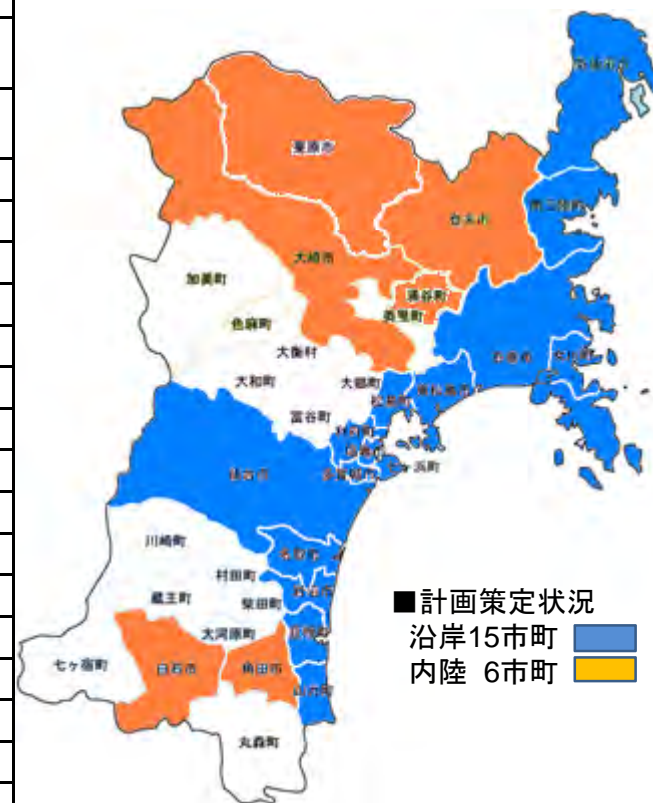 気仙沼市
栗原市
南三陸町
登米市
大崎市
加美町
涌谷町
美里町
色麻町
大衡村
石巻市
女川町
大和町
大郷町
東松島市
松島町
富谷町
利府町
塩竈市
七ヶ浜町
多賀城市
仙台市
川崎町
名取市
村田町
岩沼市
蔵王町
柴田町
■計画策定状況
沿岸15市町
内陸 6市町
大河原町
亘理町
七ヶ宿町
白石市
角田市
山元町
丸森町